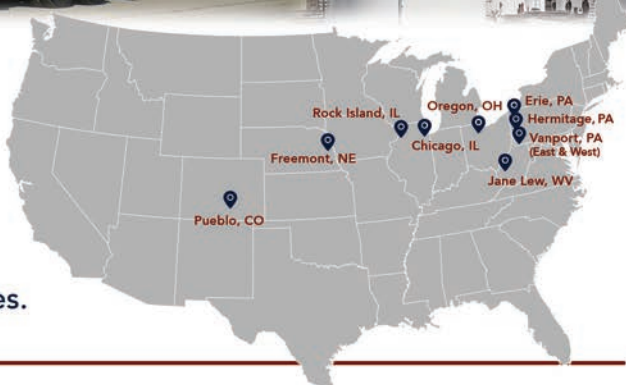 Rock Island, IL
Oregon, OH
Erie, PA
Hermitage, PA
Vanport, PA
(East & West)
Chicago, IL
Freemont, NE
Jane Lew, WV
Pueblo, CO
es.